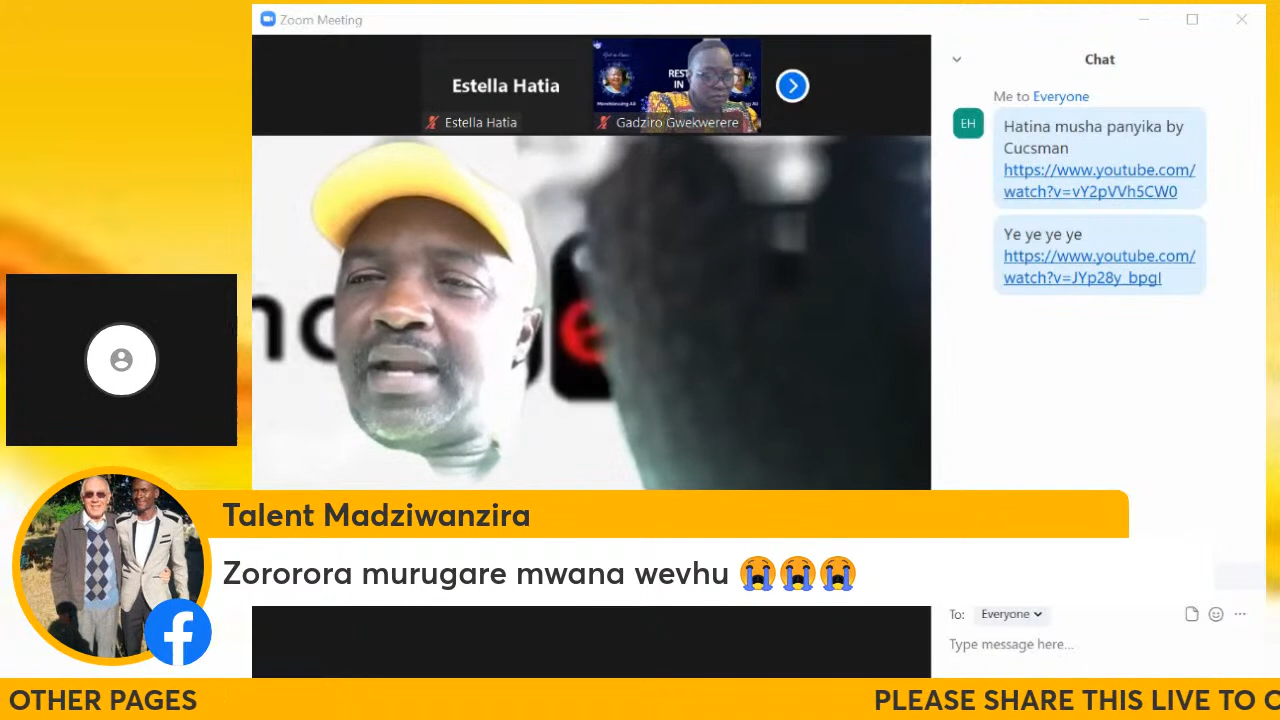 Zoom Meeting
Estella Hatia
Estella Hatia
REST
IN
Gadziro Gwekwerere
Chat
Me to Everyone
EH
Hatina musha panyika by
Cucsman
https://www.youtube.com/
watch?v=vY2pVVh5CW0
Ye ye ye ye
https://www.youtube.com/
watch?v=JYp28y_bpgI
Talent Madziwanzira
Zororora murugare mwana wevhu 😭😭😭
To: Everyone
Type message here...
OTHER PAGES
PLEASE SHARE THIS LIVE TO